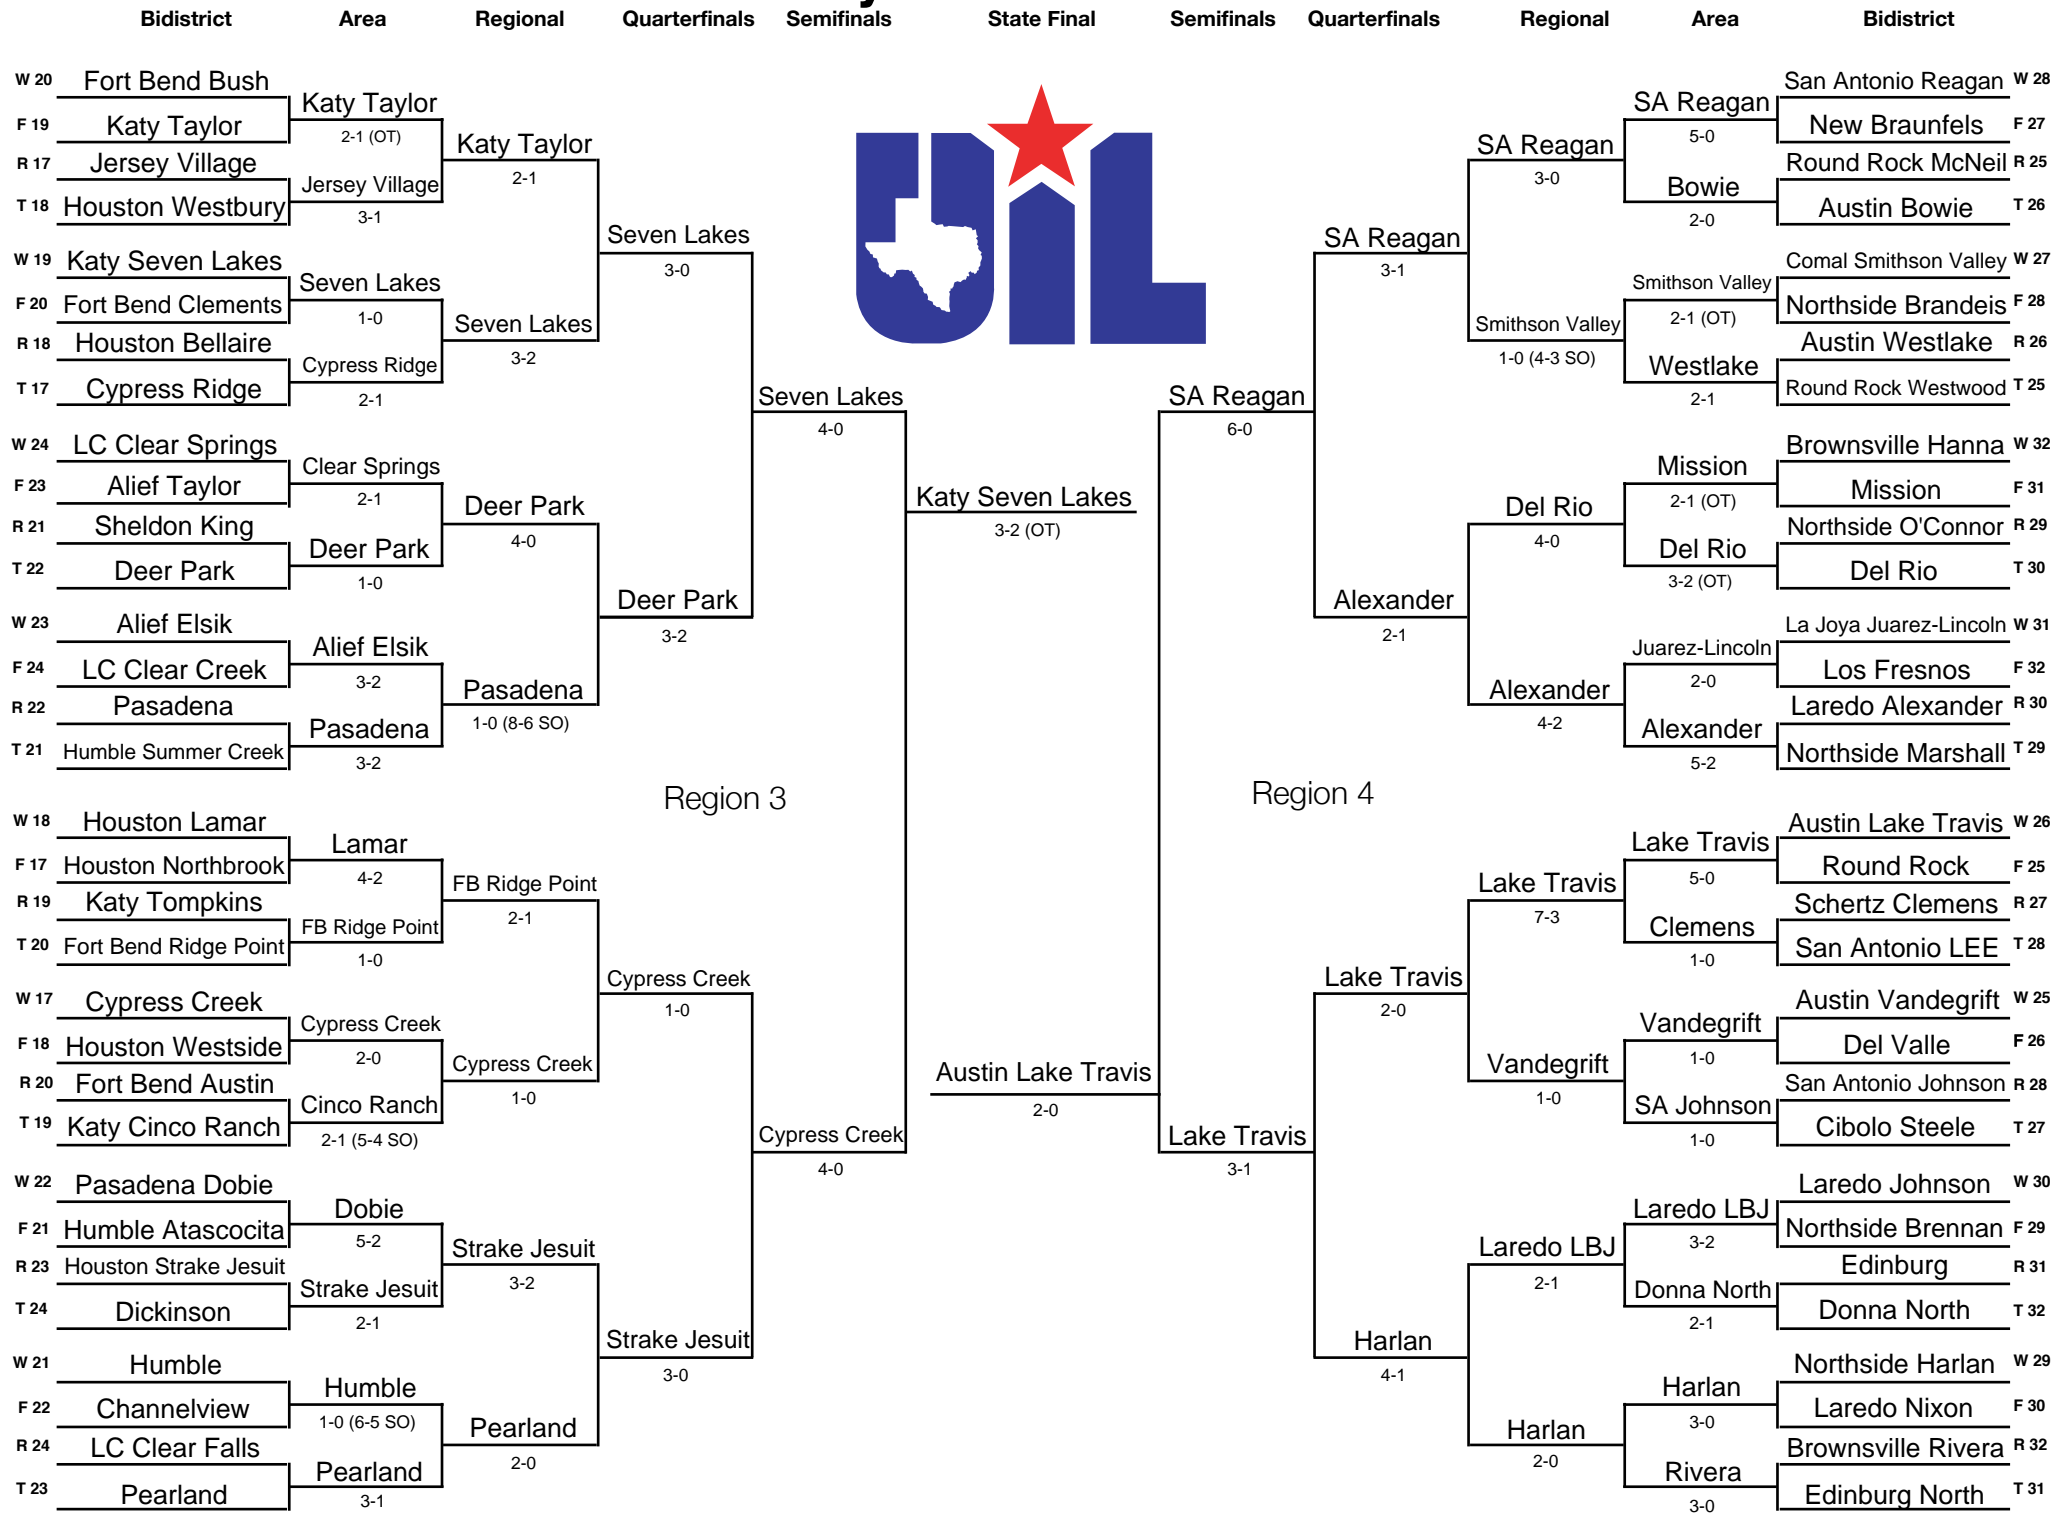 Bidistrict Area Regional Quarterfinals Semifinals State Final Semifinals Quarterfinals Regional Area Bidistrict
W 20 Fort Bend Bush
Katy Taylor
F 19 Katy Taylor
2-1 (OT)
Katy Taylor
2-1
R 17 Jersey Village
Jersey Village
T 18 Houston Westbury
3-1
Seven Lakes
3-0
W 19 Katy Seven Lakes
Seven Lakes
F 20 Fort Bend Clements
1-0
Seven Lakes
3-2
R 18 Houston Bellaire
Cypress Ridge
T 17 Cypress Ridge
2-1
Seven Lakes
4-0
W 24 LC Clear Springs
Clear Springs
F 23 Alief Taylor
2-1
Deer Park
4-0
R 21 Sheldon King
Deer Park
T 22 Deer Park
1-0
Deer Park
3-2
W 23 Alief Elsik
Alief Elsik
F 24 LC Clear Creek
3-2
Pasadena
1-0 (8-6 SO)
R 22 Pasadena
Pasadena
T 21 Humble Summer Creek
3-2
Katy Seven Lakes
3-2 (OT)
Region 3
W 18 Houston Lamar
Lamar
F 17 Houston Northbrook
4-2
FB Ridge Point
2-1
R 19 Katy Tompkins
FB Ridge Point
T 20 Fort Bend Ridge Point
1-0
Cypress Creek
1-0
W 17 Cypress Creek
Cypress Creek
F 18 Houston Westside
2-0
Cypress Creek
1-0
R 20 Fort Bend Austin
Cinco Ranch
T 19 Katy Cinco Ranch
2-1 (5-4 SO)
Cypress Creek
4-0
W 22 Pasadena Dobie
Dobie
F 21 Humble Atascocita
5-2
Strake Jesuit
3-2
R 23 Houston Strake Jesuit
Strake Jesuit
T 24 Dickinson
2-1
Strake Jesuit
3-0
W 21 Humble
Humble
F 22 Channelview
1-0 (6-5 SO)
Pearland
2-0
R 24 LC Clear Falls
Pearland
T 23 Pearland
3-1
UIL
San Antonio Reagan W 28
SA Reagan
New Braunfels F 27
5-0
SA Reagan
3-0
Round Rock McNeil R 25
Bowie
Austin Bowie T 26
2-0
SA Reagan
3-1
Comal Smithson Valley W 27
Smithson Valley
Northside Brandeis F 28
2-1 (OT)
Smithson Valley
1-0 (4-3 SO)
Austin Westlake R 26
Westlake
Round Rock Westwood T 25
2-1
SA Reagan
6-0
Brownsville Hanna W 32
Mission
Mission F 31
2-1 (OT)
Del Rio
4-0
Northside O'Connor R 29
Del Rio
Del Rio T 30
3-2 (OT)
Alexander
2-1
La Joya Juarez-Lincoln W 31
Juarez-Lincoln
Los Fresnos F 32
2-0
Alexander
4-2
Laredo Alexander R 30
Alexander
Northside Marshall T 29
5-2
Region 4
Austin Lake Travis
2-0
Austin Lake Travis W 26
Lake Travis
Round Rock F 25
5-0
Lake Travis
7-3
Schertz Clemens R 27
Clemens
San Antonio LEE T 28
1-0
Lake Travis
2-0
Austin Vandegrift W 25
Vandegrift
Del Valle F 26
1-0
Vandegrift
1-0
San Antonio Johnson R 28
SA Johnson
Cibolo Steele T 27
1-0
Lake Travis
3-1
Laredo Johnson W 30
Laredo LBJ
Northside Brennan F 29
3-2
Laredo LBJ
2-1
Edinburg R 31
Donna North
Donna North T 32
2-1
Harlan
4-1
Northside Harlan W 29
Harlan
Laredo Nixon F 30
3-0
Harlan
2-0
Brownsville Rivera R 32
Rivera
Edinburg North T 31
3-0